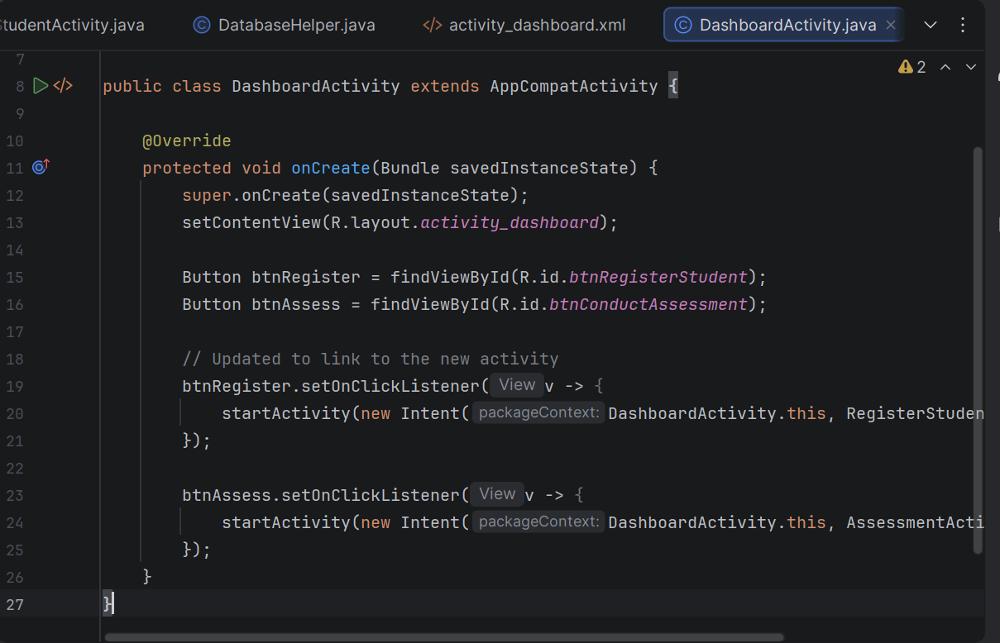 tudentActivity.java
DatabaseHelper.java
activity_dashboard.xml
DashboardActivity.java
2
7
8 public class DashboardActivity extends AppCompatActivity {
9
10 @Override
11 protected void onCreate(Bundle savedInstanceState) {
12 super.onCreate(savedInstanceState);
13 setContentView(R.layout.activity_dashboard);
14
15 Button btnRegister = findViewById(R.id.btnRegisterStudent);
16 Button btnAssess = findViewById(R.id.btnConductAssessment);
17
18 // Updated to link to the new activity
19 btnRegister.setOnClickListener( View v -> {
20 startActivity(new Intent( packageContext: DashboardActivity.this, RegisterStuden
21 });
22
23 btnAssess.setOnClickListener( View v -> {
24 startActivity(new Intent( packageContext: DashboardActivity.this, AssessmentActi
25 });
26 }
27 }